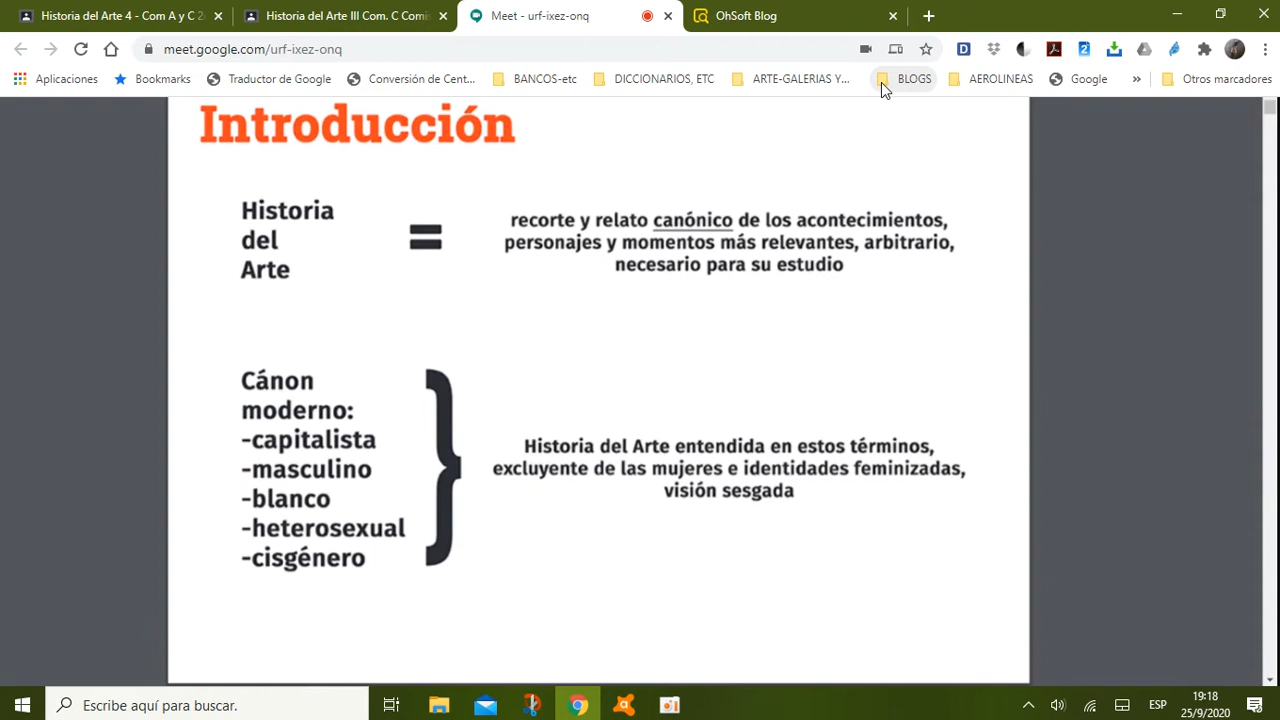 Historia del Arte 4 - Com A y C 2
Historia del Arte III Com. C Comis
Meet - urf-ixez-onq
OhSoft Blog
meet.google.com/urf-ixez-onq
Aplicaciones
Bookmarks
Traductor de Google
Conversión de Cent...
BANCOS-etc
DICCIONARIOS, ETC
ARTE-GALERIAS Y...
BLOGS
AEROLINEAS
Google
»
Otros marcadores
Introducción
Historia
del
Arte
=
recorte y relato canónico de los acontecimientos,
personajes y momentos más relevantes, arbitrario,
necesario para su estudio
Cánon
moderno:
-capitalista
-masculino
-blanco
-heterosexual
-cisgénero
}
Historia del Arte entendida en estos términos,
excluyente de las mujeres e identidades feminizadas,
visión sesgada
Escribe aquí para buscar.
ESP
19:18
25/9/2020